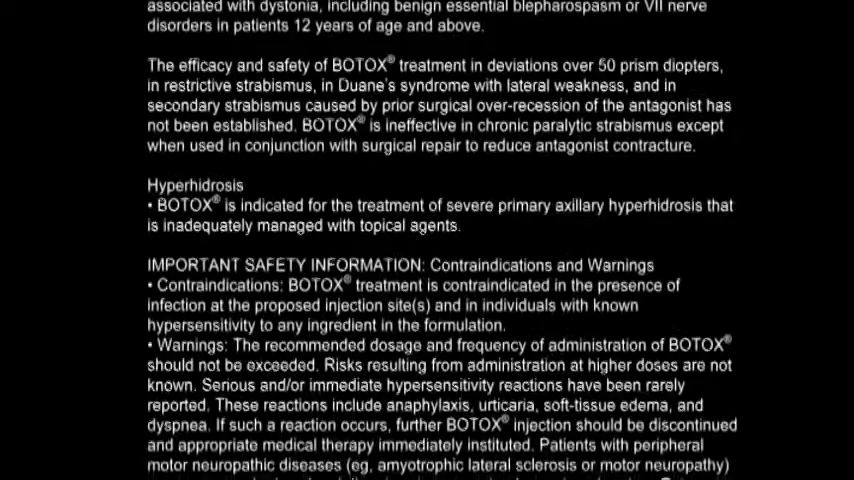 associated with dystonia, including benign essential blepharospasm or VII nerve
disorders in patients 12 years of age and above.
The efficacy and safety of BOTOX® treatment in deviations over 50 prism diopters,
in restrictive strabismus, in Duane's syndrome with lateral weakness, and in
secondary strabismus caused by prior surgical over-recession of the antagonist has
not been established. BOTOX® is ineffective in chronic paralytic strabismus except
when used in conjunction with surgical repair to reduce antagonist contracture.
Hyperhidrosis
• BOTOX® is indicated for the treatment of severe primary axillary hyperhidrosis that
is inadequately managed with topical agents.
IMPORTANT SAFETY INFORMATION: Contraindications and Warnings
• Contraindications: BOTOX® treatment is contraindicated in the presence of
infection at the proposed injection site(s) and in individuals with known
hypersensitivity to any ingredient in the formulation.
• Warnings: The recommended dosage and frequency of administration of BOTOX®
should not be exceeded. Risks resulting from administration at higher doses are not
known. Serious and/or immediate hypersensitivity reactions have been rarely
reported. These reactions include anaphylaxis, urticaria, soft-tissue edema, and
dyspnea. If such a reaction occurs, further BOTOX® injection should be discontinued
and appropriate medical therapy immediately instituted. Patients with peripheral
motor neuropathic diseases (eg, amyotrophic lateral sclerosis or motor neuropathy)